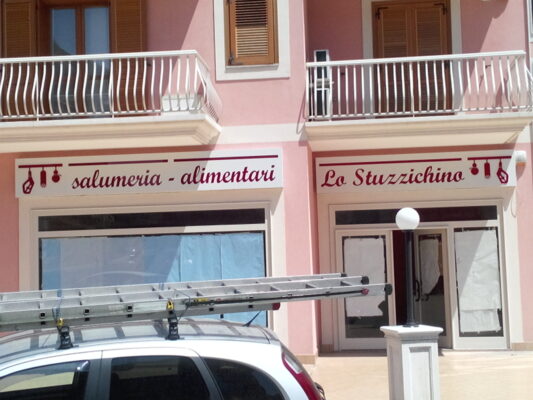 salumeria - alimentari
Lo Stuzzichino